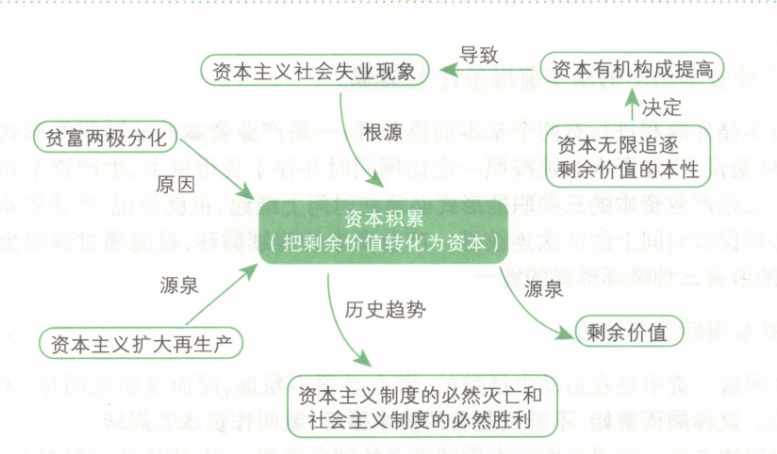 导致
资本主义社会失业现象
资本有机构成提高
决定
贫富两极分化
根源
资本无限追逐
剩余价值的本性
原因
资本积累
（把剩余价值转化为资本）
源泉
源泉
历史趋势
资本主义扩大再生产
剩余价值
资本主义制度的必然灭亡和
社会主义制度的必然胜利